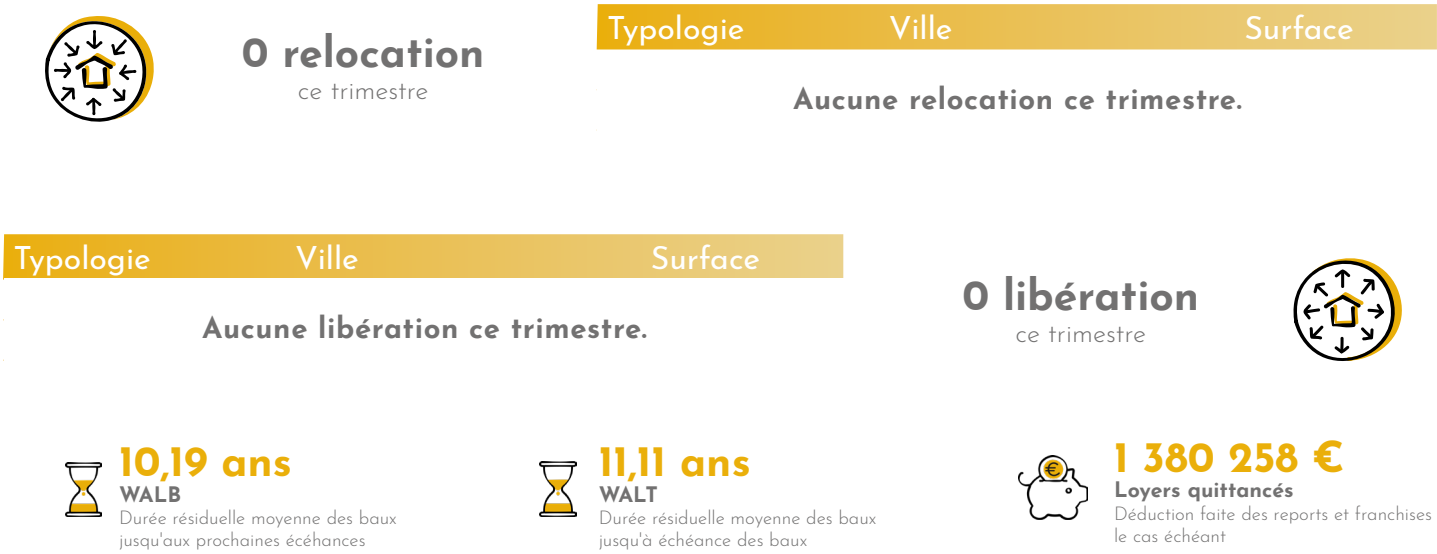 0 relocation
ce trimestre
Typologie Ville Surface
Aucune relocation ce trimestre.
Typologie Ville Surface
Aucune libération ce trimestre.
0 libération
ce trimestre
10,19 ans
WALB
Durée résiduelle moyenne des baux
jusqu'aux prochaines écéhances
11,11 ans
WALT
Durée résiduelle moyenne des baux
jusqu'à échéance des baux
€
1 380 258 €
Loyers quittancés
Déduction faite des reports et franchises
le cas échéant